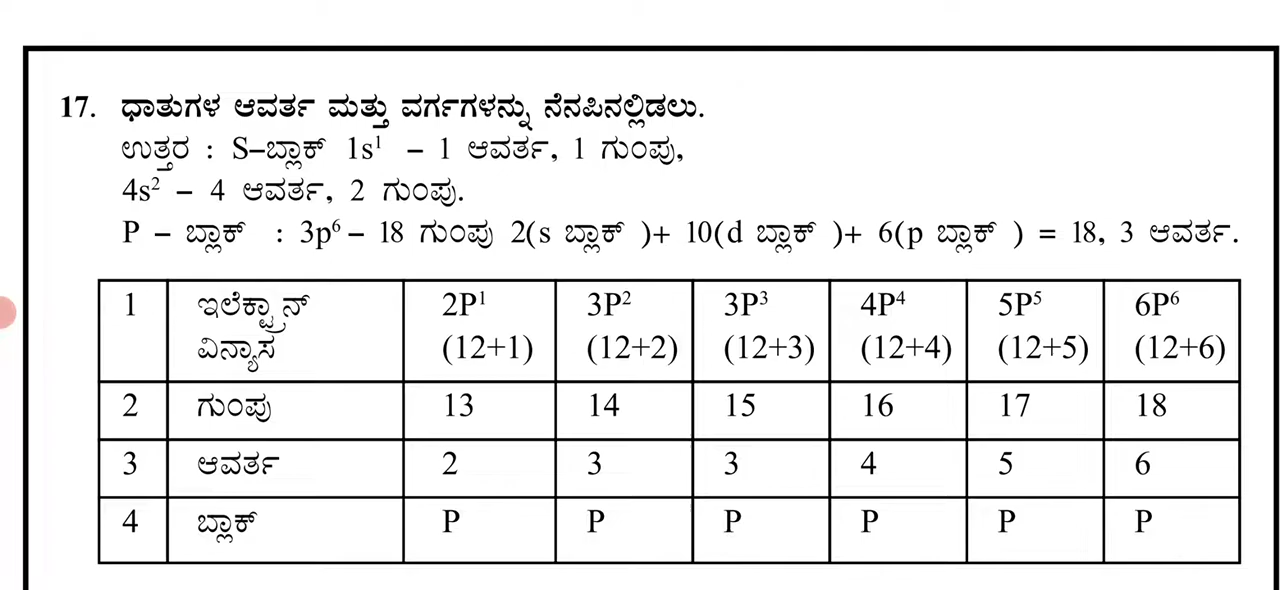 17. ಧಾತುಗಳ ಆವರ್ತ ಮತ್ತು ವರ್ಗಗಳನ್ನು ನೆನಪಿನಲ್ಲಿಡಲು.
ಉತ್ತರ : S–ಬ್ಲಾಕ್ 1s¹ – 1 ಆವರ್ತ, 1 ಗುಂಪು,
4s² – 4 ಆವರ್ತ, 2 ಗುಂಪು.
P – ಬ್ಲಾಕ್ : 3p⁶ – 18 ಗುಂಪು 2(s ಬ್ಲಾಕ್ )+ 10(d ಬ್ಲಾಕ್ )+ 6(p ಬ್ಲಾಕ್ ) = 18, 3 ಆವರ್ತ.
1 ಇಲೆಕ್ಟ್ರಾನ್ 2P¹ 3P² 3P³ 4P⁴ 5P⁵ 6P⁶
ವಿನ್ಯಾಸ (12+1) (12+2) (12+3) (12+4) (12+5) (12+6)
2 ಗುಂಪು 13 14 15 16 17 18
3 ಆವರ್ತ 2 3 3 4 5 6
4 ಬ್ಲಾಕ್ P P P P P P